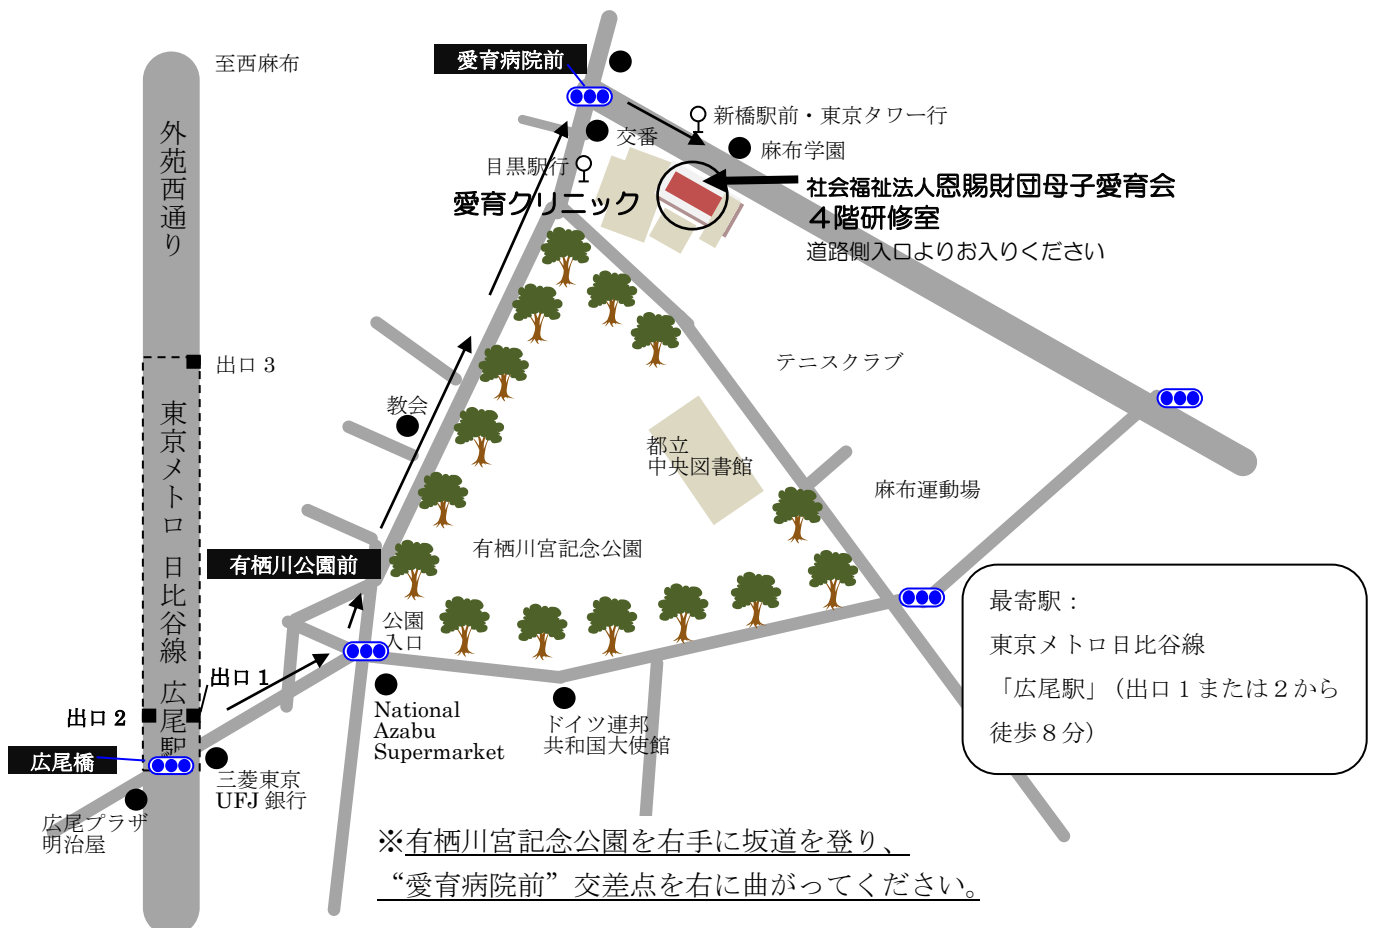 至西麻布
愛育病院前
外苑西通り
新橋駅前・東京タワー行
交番
麻布学園
目黒駅行
愛育クリニック
社会福祉法人恩賜財団母子愛育会
４階研修室
道路側入口よりお入りください
出口 3
テニスクラブ
教会
東京メトロ 日比谷線 広尾駅
都立
中央図書館
麻布運動場
有栖川公園前
有栖川宮記念公園
公園
入口
最寄駅：
東京メトロ日比谷線
「広尾駅」（出口１または２から
徒歩８分）
出口 1
出口 2
National
Azabu
Supermarket
ドイツ連邦
共和国大使館
広尾橋
三菱東京
UFJ 銀行
広尾プラザ
明治屋
※有栖川宮記念公園を右手に坂道を登り、
“愛育病院前”交差点を右に曲がってください。